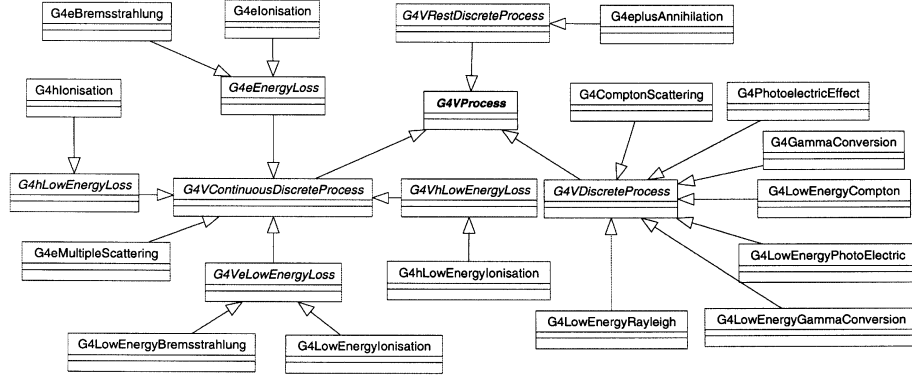 G4eBremsstrahlung
G4eIonisation
G4VRestDiscreteProcess
G4eplusAnnihilation
G4hIonisation
G4eEnergyLoss
G4VProcess
G4ComptonScattering
G4PhotoelectricEffect
G4GammaConversion
G4hLowEnergyLoss
G4VContinuousDiscreteProcess
G4VhLowEnergyLoss
G4VDiscreteProcess
G4LowEnergyCompton
G4eMultipleScattering
G4VeLowEnergyLoss
G4hLowEnergyIonisation
G4LowEnergyPhotoElectric
G4LowEnergyBremsstrahlung
G4LowEnergyIonisation
G4LowEnergyRayleigh
G4LowEnergyGammaConversion